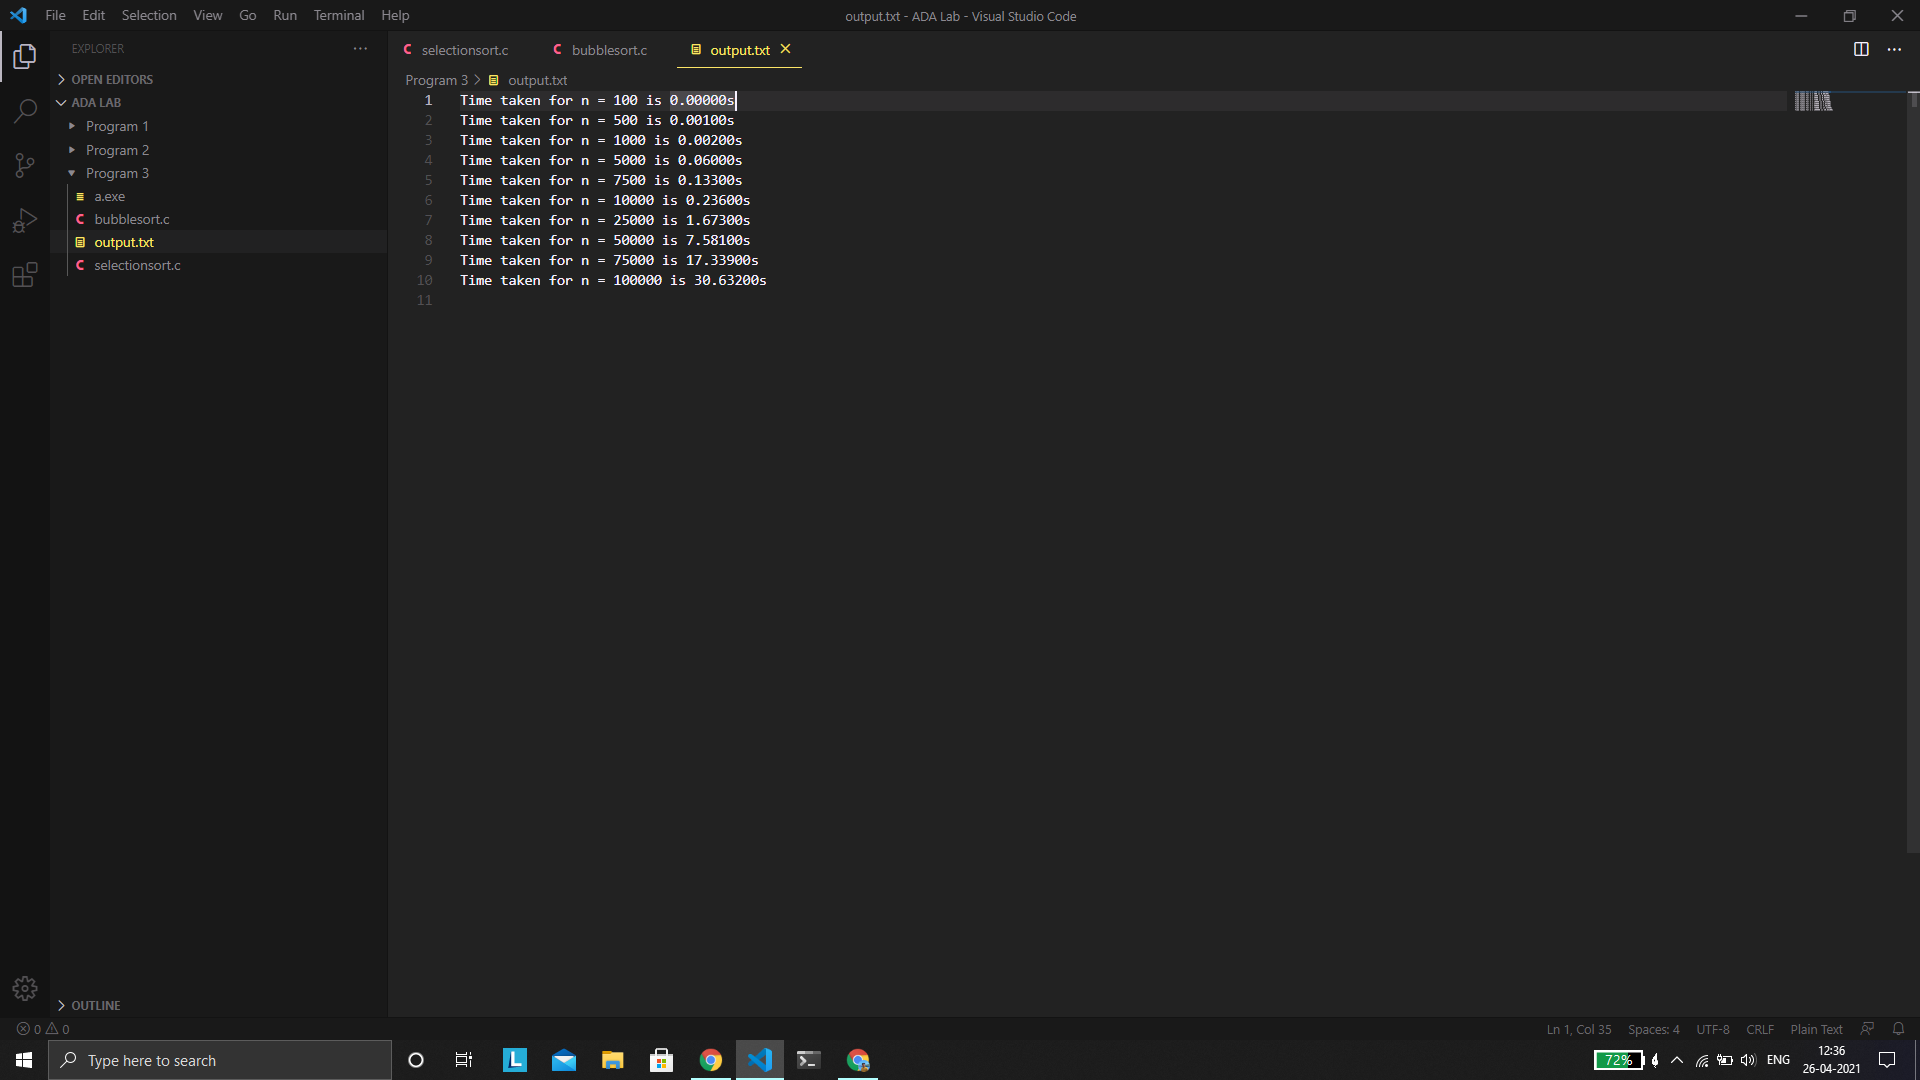 File Edit Selection View Go Run Terminal Help
output.txt - ADA Lab - Visual Studio Code
EXPLORER
OPEN EDITORS
ADA LAB
Program 1
Program 2
Program 3
a.exe
bubblesort.c
output.txt
selectionsort.c
OUTLINE
selectionsort.c bubblesort.c output.txt
Program 3 > output.txt
1 Time taken for n = 100 is 0.00000s
2 Time taken for n = 500 is 0.00100s
3 Time taken for n = 1000 is 0.00200s
4 Time taken for n = 5000 is 0.06000s
5 Time taken for n = 7500 is 0.13300s
6 Time taken for n = 10000 is 0.23600s
7 Time taken for n = 25000 is 1.67300s
8 Time taken for n = 50000 is 7.58100s
9 Time taken for n = 75000 is 17.33900s
10 Time taken for n = 100000 is 30.63200s
11
0 0
Ln 1, Col 35 Spaces: 4 UTF-8 CRLF Plain Text
Type here to search
L
72%
ENG
12:36
26-04-2021